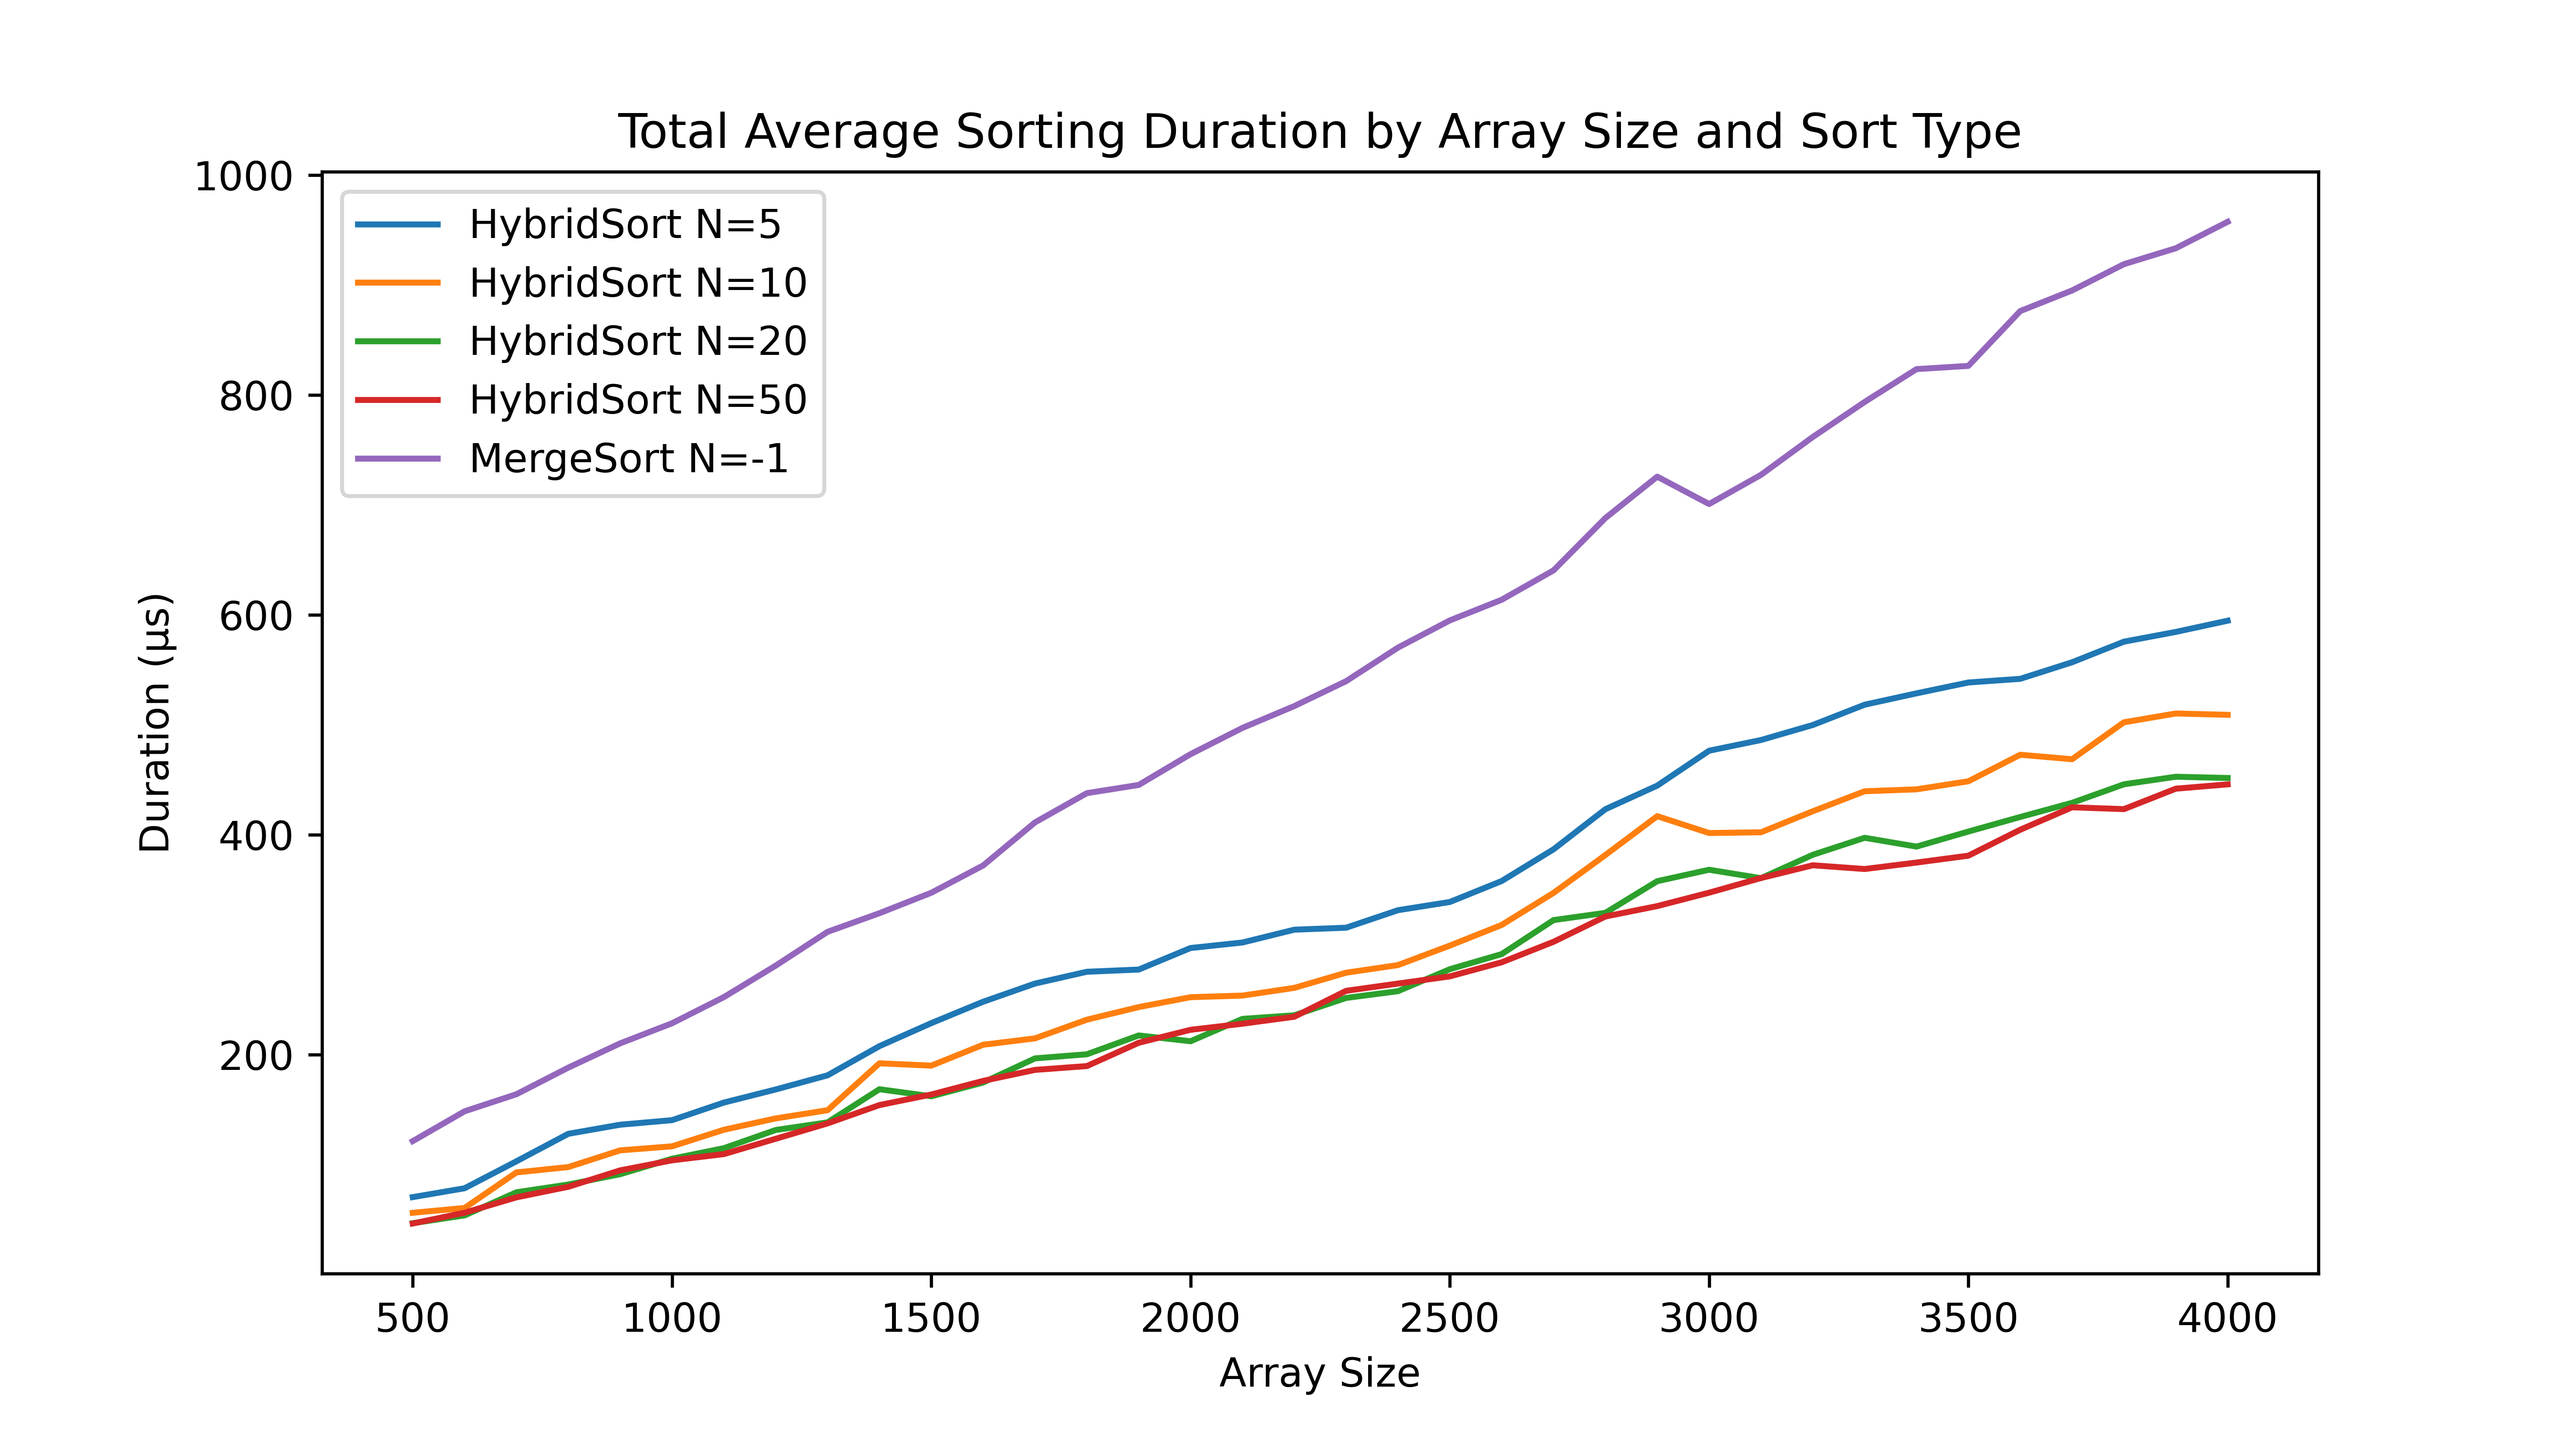 Total Average Sorting Duration by Array Size and Sort Type
1000
800
600
400
200
Duration (µs)
HybridSort N=5
HybridSort N=10
HybridSort N=20
HybridSort N=50
MergeSort N=-1
500 1000 1500 2000 2500 3000 3500 4000
Array Size